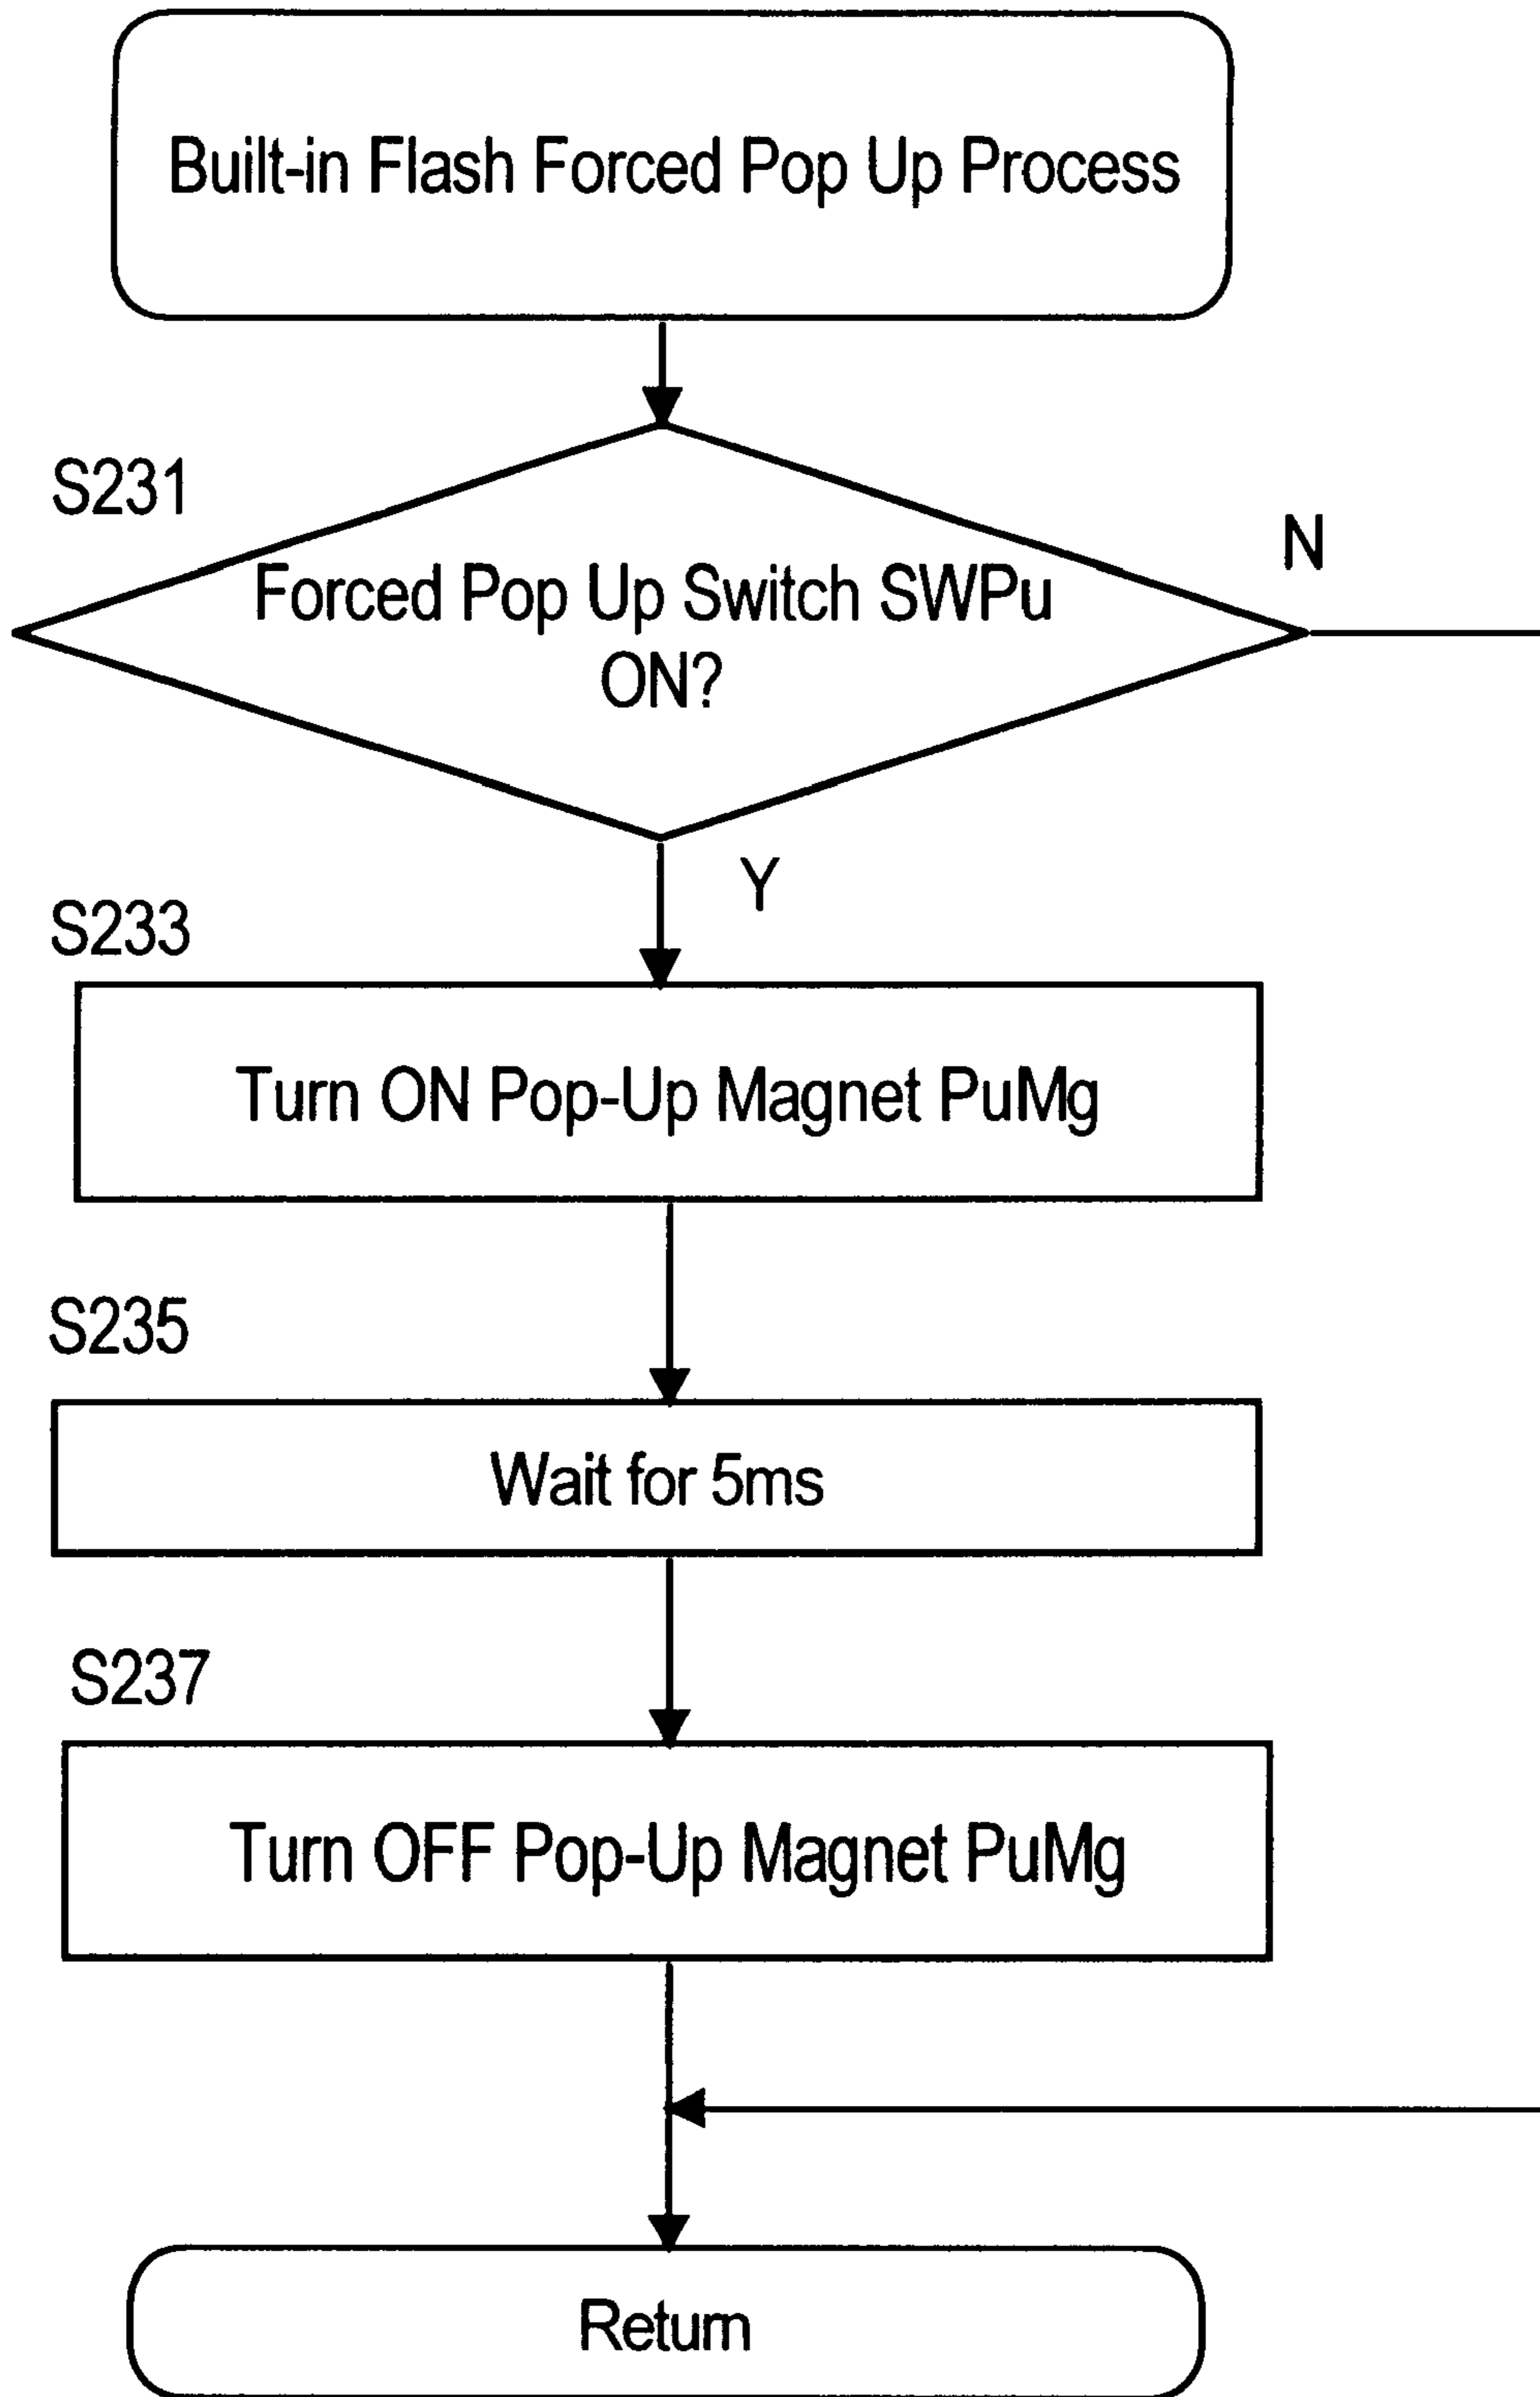 Built-in Flash Forced Pop Up Process
S231
N
Forced Pop Up Switch SWPu
ON?
Y
S233
Turn ON Pop-Up Magnet PuMg
S235
Wait for 5ms
S237
Turn OFF Pop-Up Magnet PuMg
Return